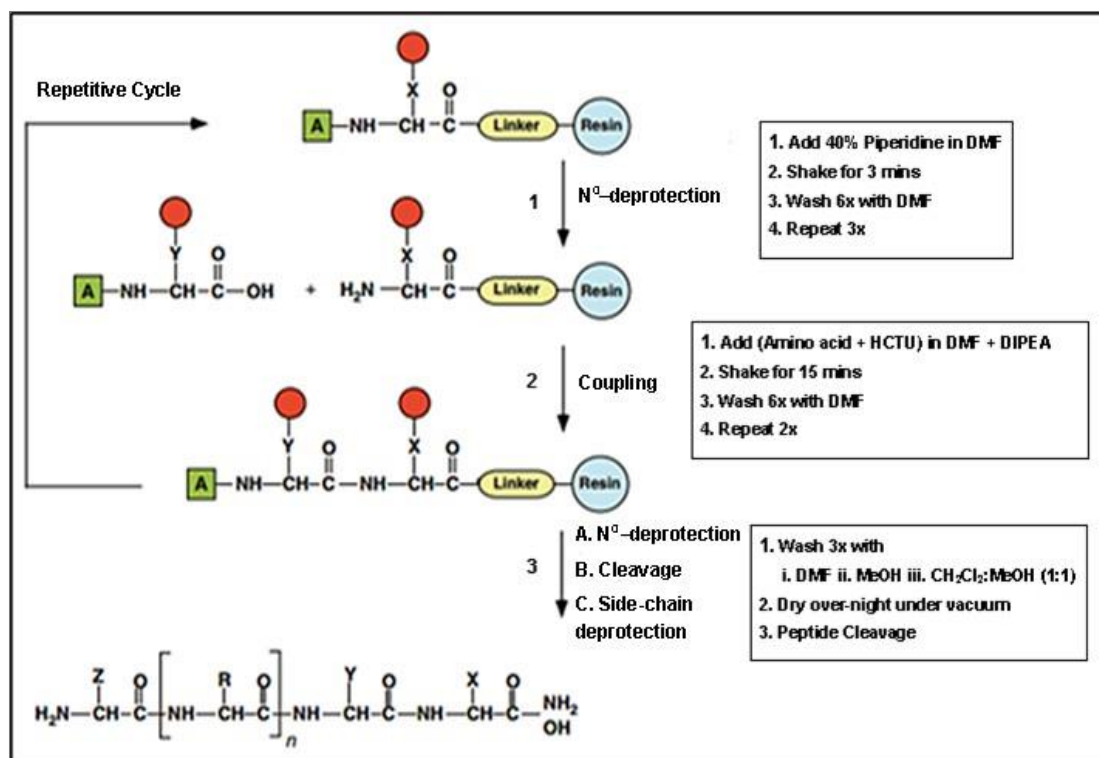 Repetitive Cycle
X
O
A NH CH C Linker Resin
1 Nα–deprotection
1. Add 40% Piperidine in DMF
2. Shake for 3 mins
3. Wash 6x with DMF
4. Repeat 3x
Y O X O
A NH CH C OH + H2N CH C Linker Resin
2 Coupling
1. Add (Amino acid + HCTU) in DMF + DIPEA
2. Shake for 15 mins
3. Wash 6x with DMF
4. Repeat 2x
Y O X O
A NH CH C NH CH C Linker Resin
3
A. Nα–deprotection
B. Cleavage
C. Side-chain
deprotection
1. Wash 3x with
i. DMF ii. MeOH iii. CH2Cl2:MeOH (1:1)
2. Dry over-night under vacuum
3. Peptide Cleavage
Z O R O Y O X O
H2N CH C NH CH C n NH CH C NH CH C NH2
OH